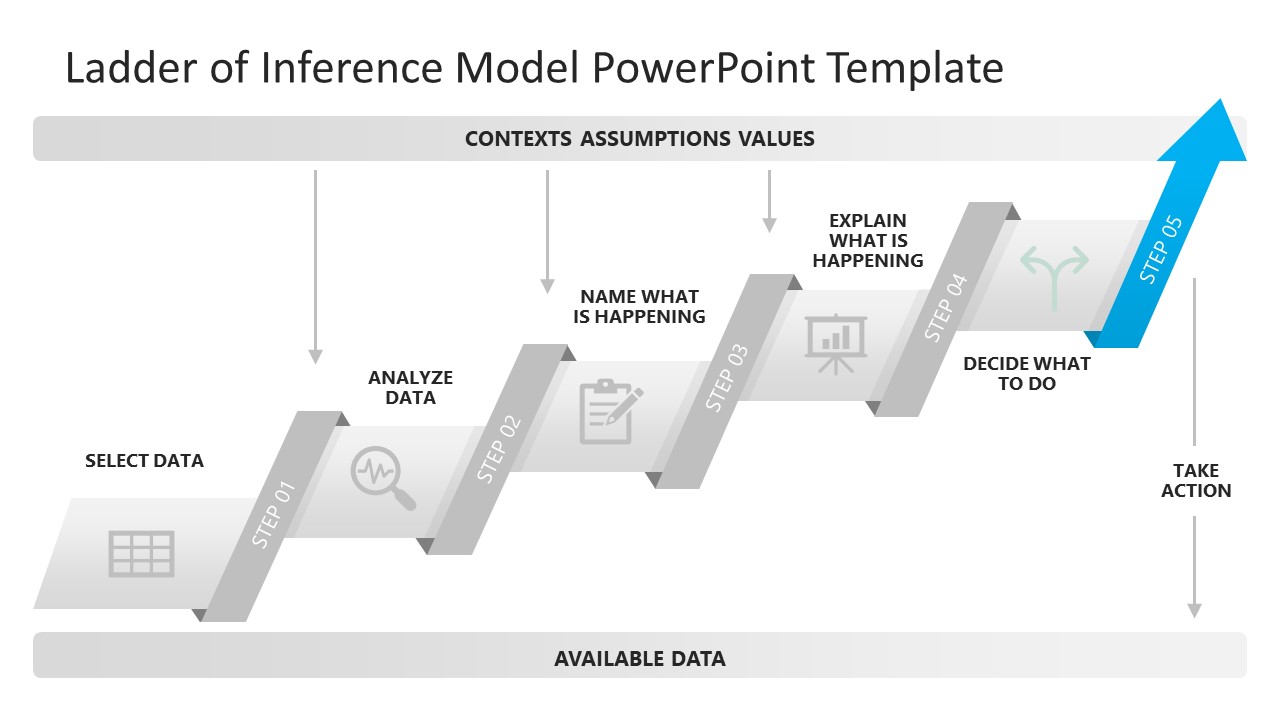 Ladder of Inference Model PowerPoint Template
CONTEXTS ASSUMPTIONS VALUES
SELECT DATA
STEP 01
ANALYZE
DATA
STEP 02
NAME WHAT
IS HAPPENING
STEP 03
EXPLAIN
WHAT IS
HAPPENING
STEP 04
DECIDE WHAT
TO DO
STEP 05
TAKE
ACTION
AVAILABLE DATA